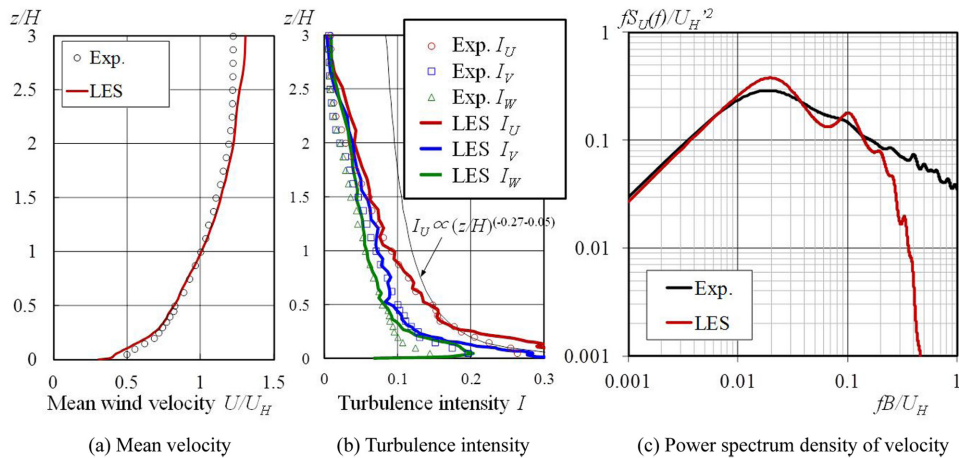 z/H
3
2.5
2
1.5
1
0.5
0
0
0.5
1
1.5
Exp.
LES
Mean wind velocity U/U_H
(a) Mean velocity
z/H
3
2.5
2
1.5
1
0.5
0
0
0.1
0.2
0.3
Exp. I_U
Exp. I_V
Exp. I_W
LES I_U
LES I_V
LES I_W
I_U ∝ (z/H)^(-0.27-0.05)
Turbulence intensity I
(b) Turbulence intensity
fS_U(f)/U_H'^2
1
0.1
0.01
0.001
0.001
0.01
0.1
1
Exp.
LES
fB/U_H
(c) Power spectrum density of velocity